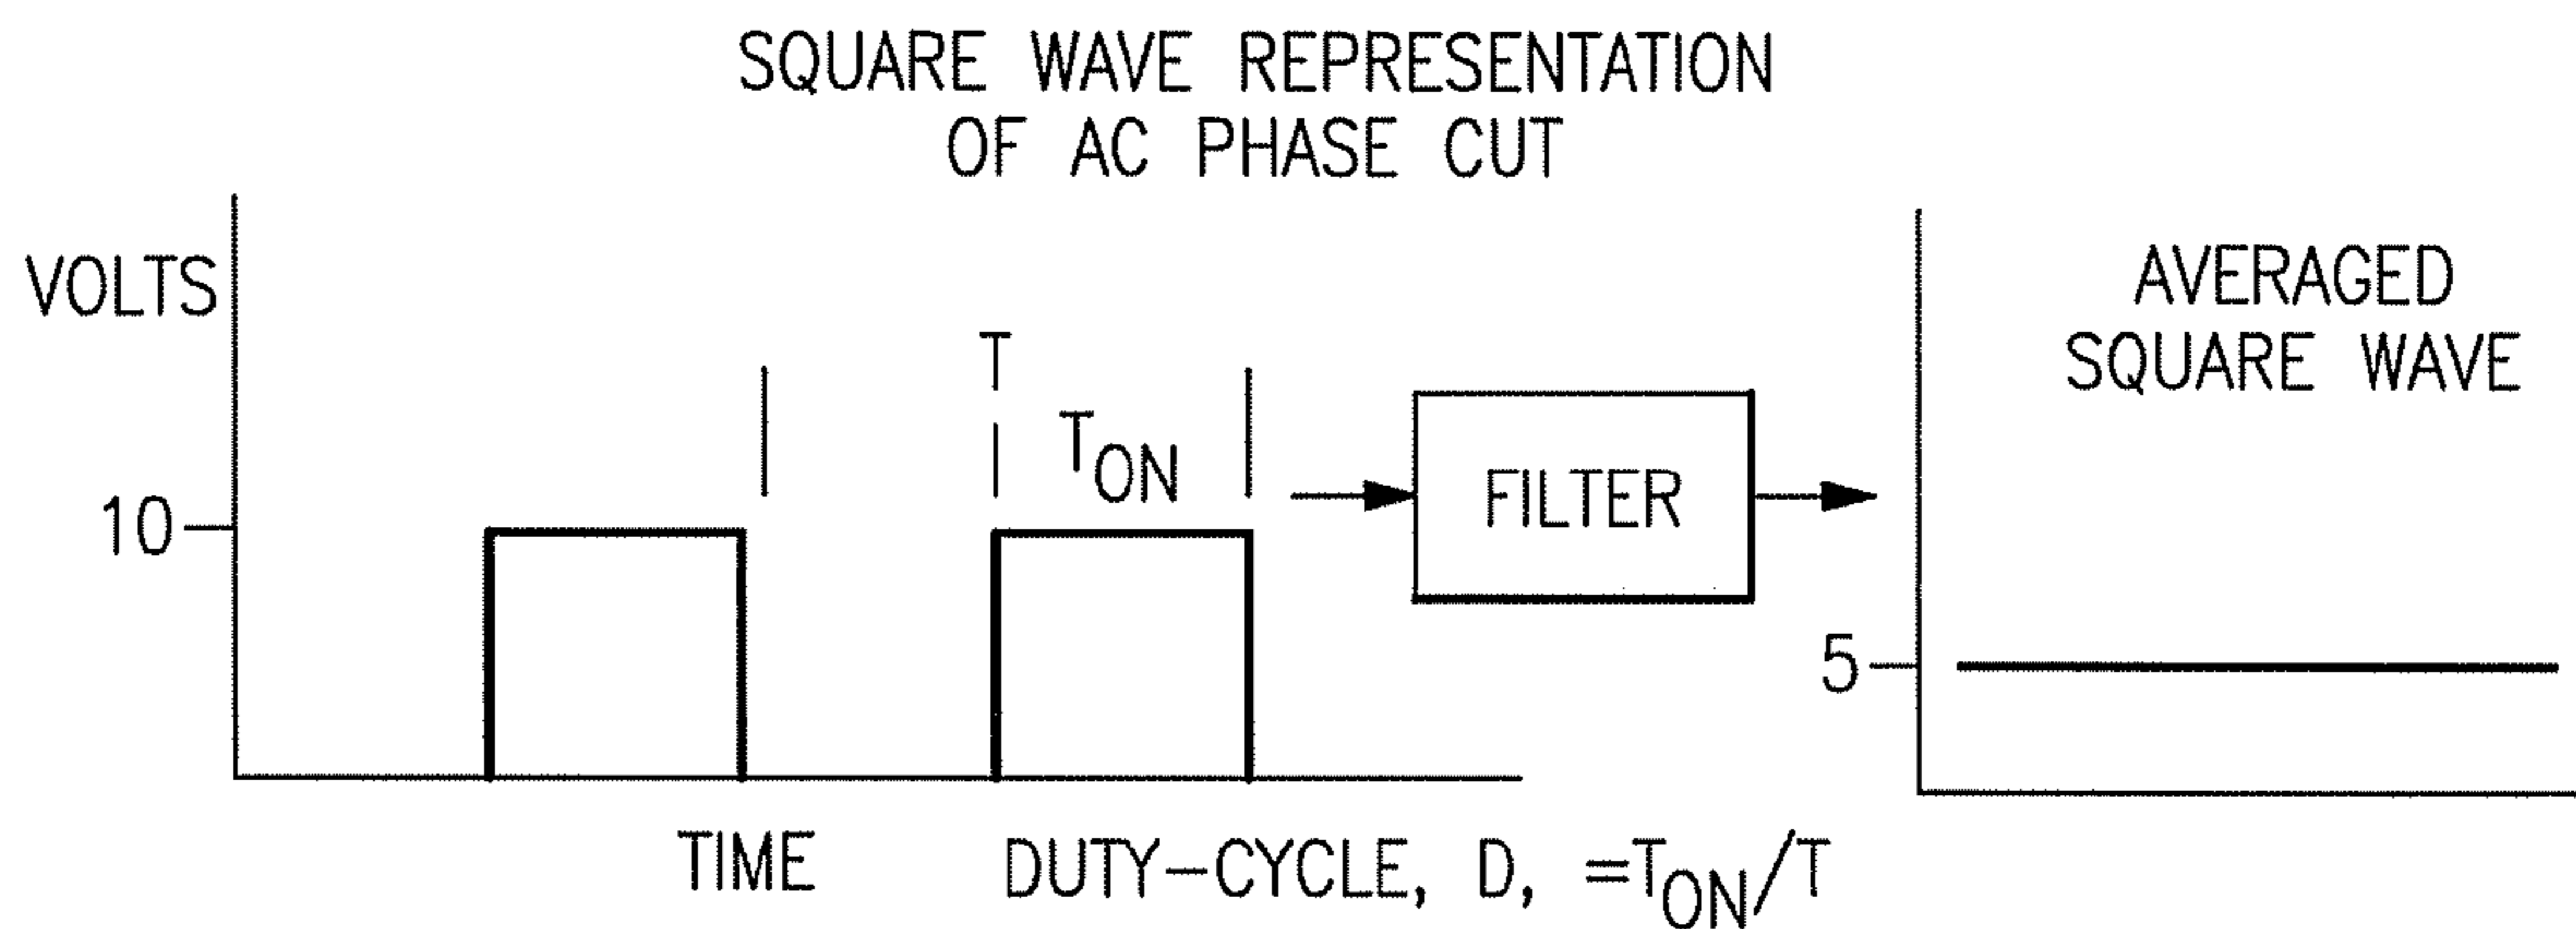 SQUARE WAVE REPRESENTATION
OF AC PHASE CUT
VOLTS
10
T
TON
FILTER
AVERAGED
SQUARE WAVE
5
TIME
DUTY-CYCLE, D, =TON/T